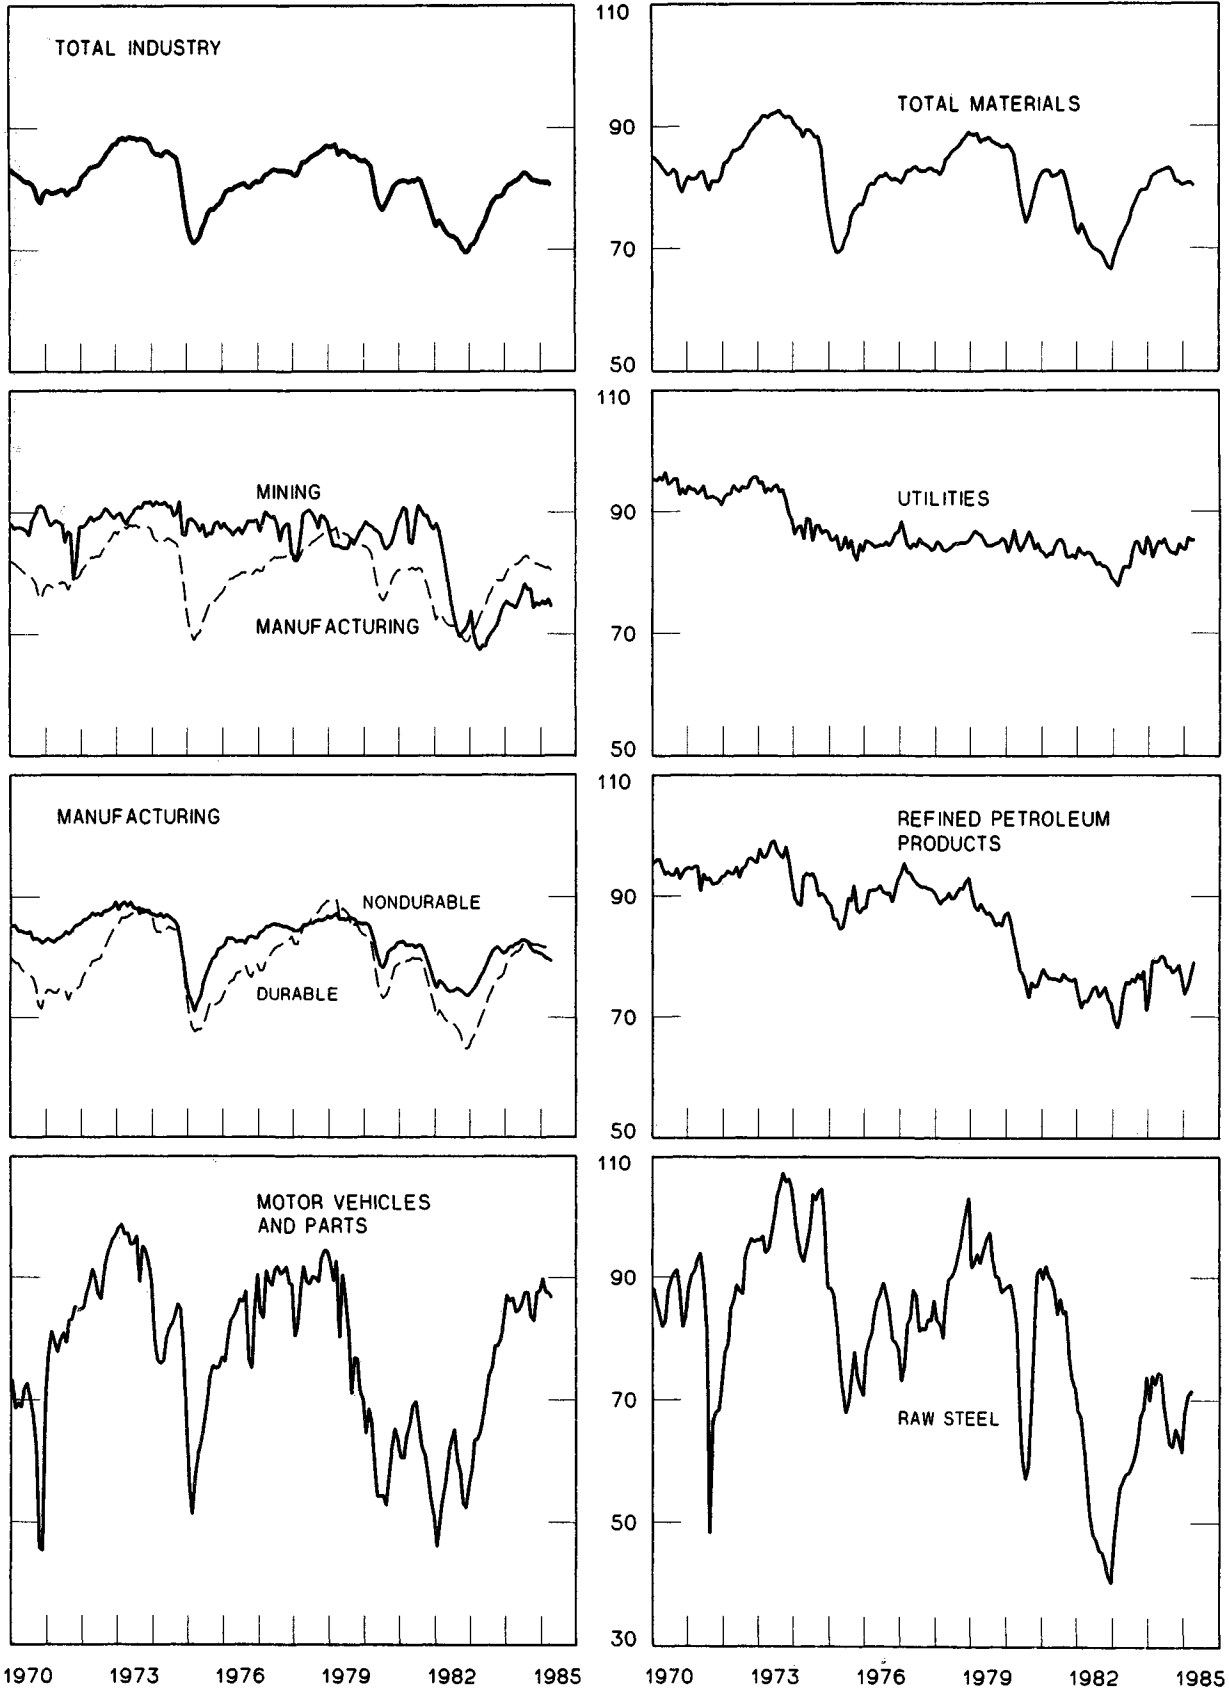 TOTAL INDUSTRY
110
TOTAL MATERIALS
90
70
50
MINING
MANUFACTURING
110
UTILITIES
90
70
50
MANUFACTURING
NONDURABLE
DURABLE
110
REFINED PETROLEUM
PRODUCTS
90
70
50
MOTOR VEHICLES
AND PARTS
110
90
70
RAW STEEL
50
30
1970 1973 1976 1979 1982 1985
1970 1973 1976 1979 1982 1985